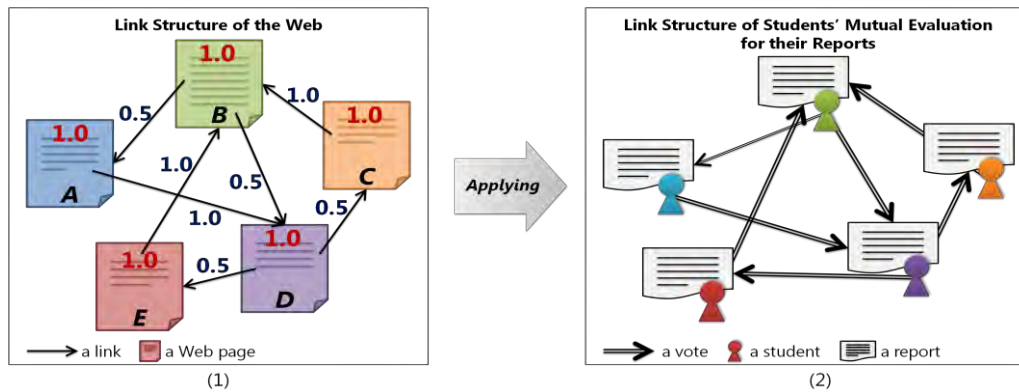 Link Structure of the Web
1.0
B
0.5
1.0
1.0
C
1.0
A
1.0
0.5
1.0
0.5
1.0
D
1.0
E
0.5
a link
a Web page
(1)
Applying
Link Structure of Students’ Mutual Evaluation
for their Reports
a vote
a student
a report
(2)